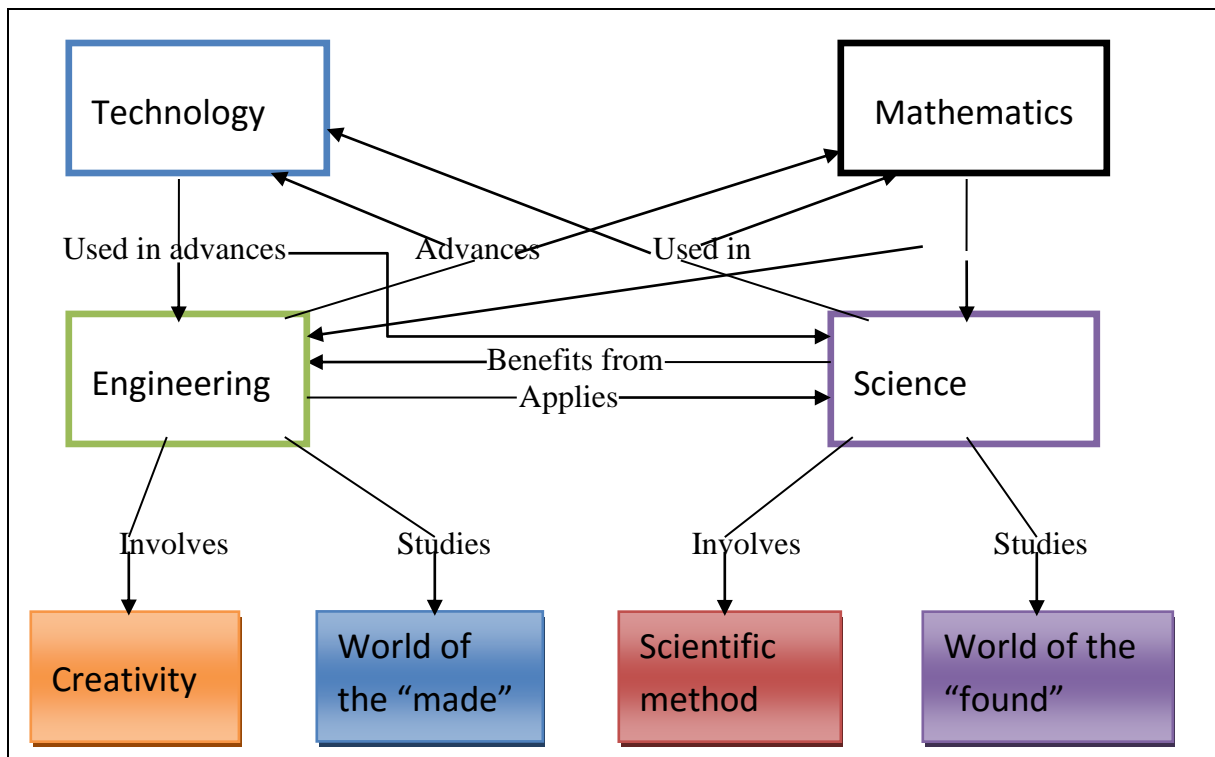 Technology
Mathematics
Used in advances
Advances
Used in
Benefits from
Applies
Engineering
Science
Involves
Studies
Involves
Studies
Creativity
World of
the “made”
Scientific
method
World of the
“found”